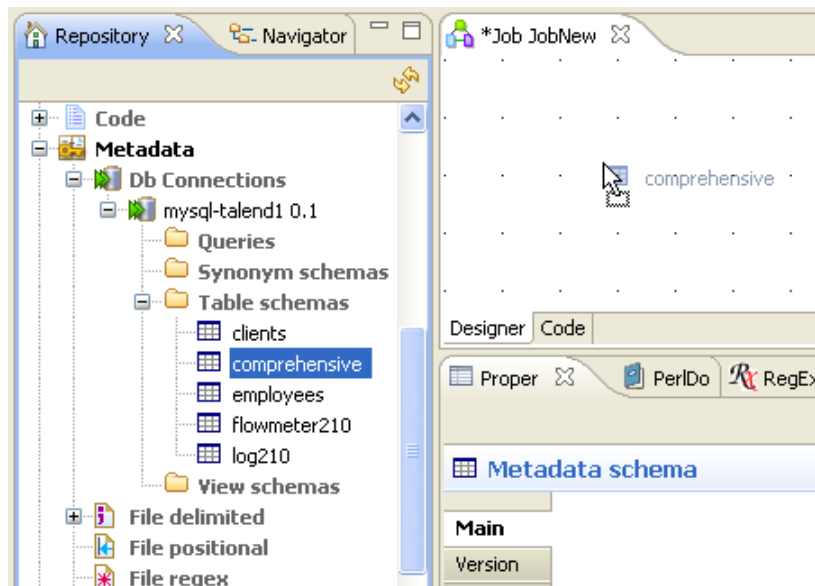 Repository
Navigator
Code
Metadata
Db Connections
mysql-talend1 0.1
Queries
Synonym schemas
Table schemas
clients
comprehensive
employees
flowmeter210
log210
View schemas
File delimited
File positional
File regex
*Job JobNew
comprehensive
Designer Code
Proper PerlDo RegEx
Metadata schema
Main
Version